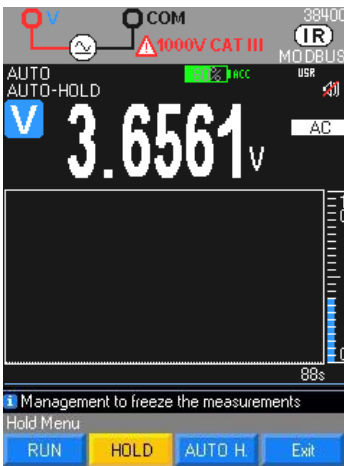 V COM 38400
1000V CAT III (IR)
MODBUS
AUTO % ACC USR
AUTO-HOLD
V 3.6561 V AC
88s
Management to freeze the measurements
Hold Menu
RUN HOLD AUTO H. Exit